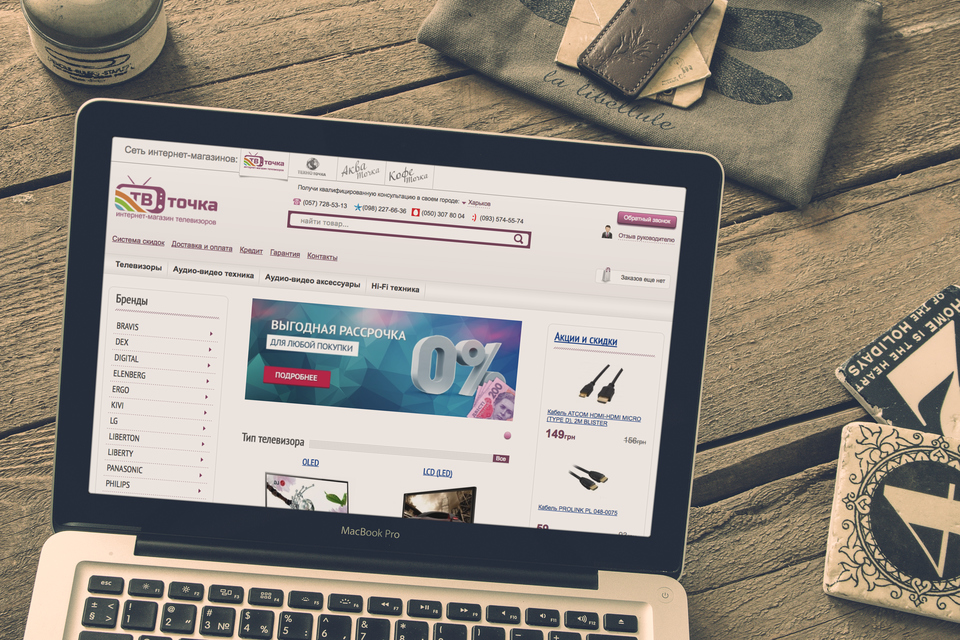 la libellule
HOME IS THE HEART
OF THE HOLIDAYS
Сеть интернет-магазинов:
ТВ точка
Аква точка
Кофе точка
ТВ точка
интернет-магазин телевизоров
Получи квалифицированную консультацию в своем городе: Харьков
(057) 728-53-13 (098) 227-66-36 (050) 307 80 04 (093) 574-55-74
найти товар...
Обратный звонок
Отзыв руководителю
Система скидок Доставка и оплата Кредит Гарантия Контакты
Заказов еще нет
Телевизоры Аудио-видео техника Аудио-видео аксессуары Hi-Fi техника
Бренды
BRAVIS
DEX
DIGITAL
ELENBERG
ERGO
KIVI
LG
LIBERTON
LIBERTY
PANASONIC
PHILIPS
ВЫГОДНАЯ РАССРОЧКА
ДЛЯ ЛЮБОЙ ПОКУПКИ
ПОДРОБНЕЕ
0%
200
Тип телевизора
Все
OLED
LCD (LED)
Акции и скидки
Кабель ATCOM HDMI-HDMI MICRO
(TYPE D), 2M BLISTER
149грн 156грн
Кабель PROLINK PL 048-0075
MacBook Pro
esc